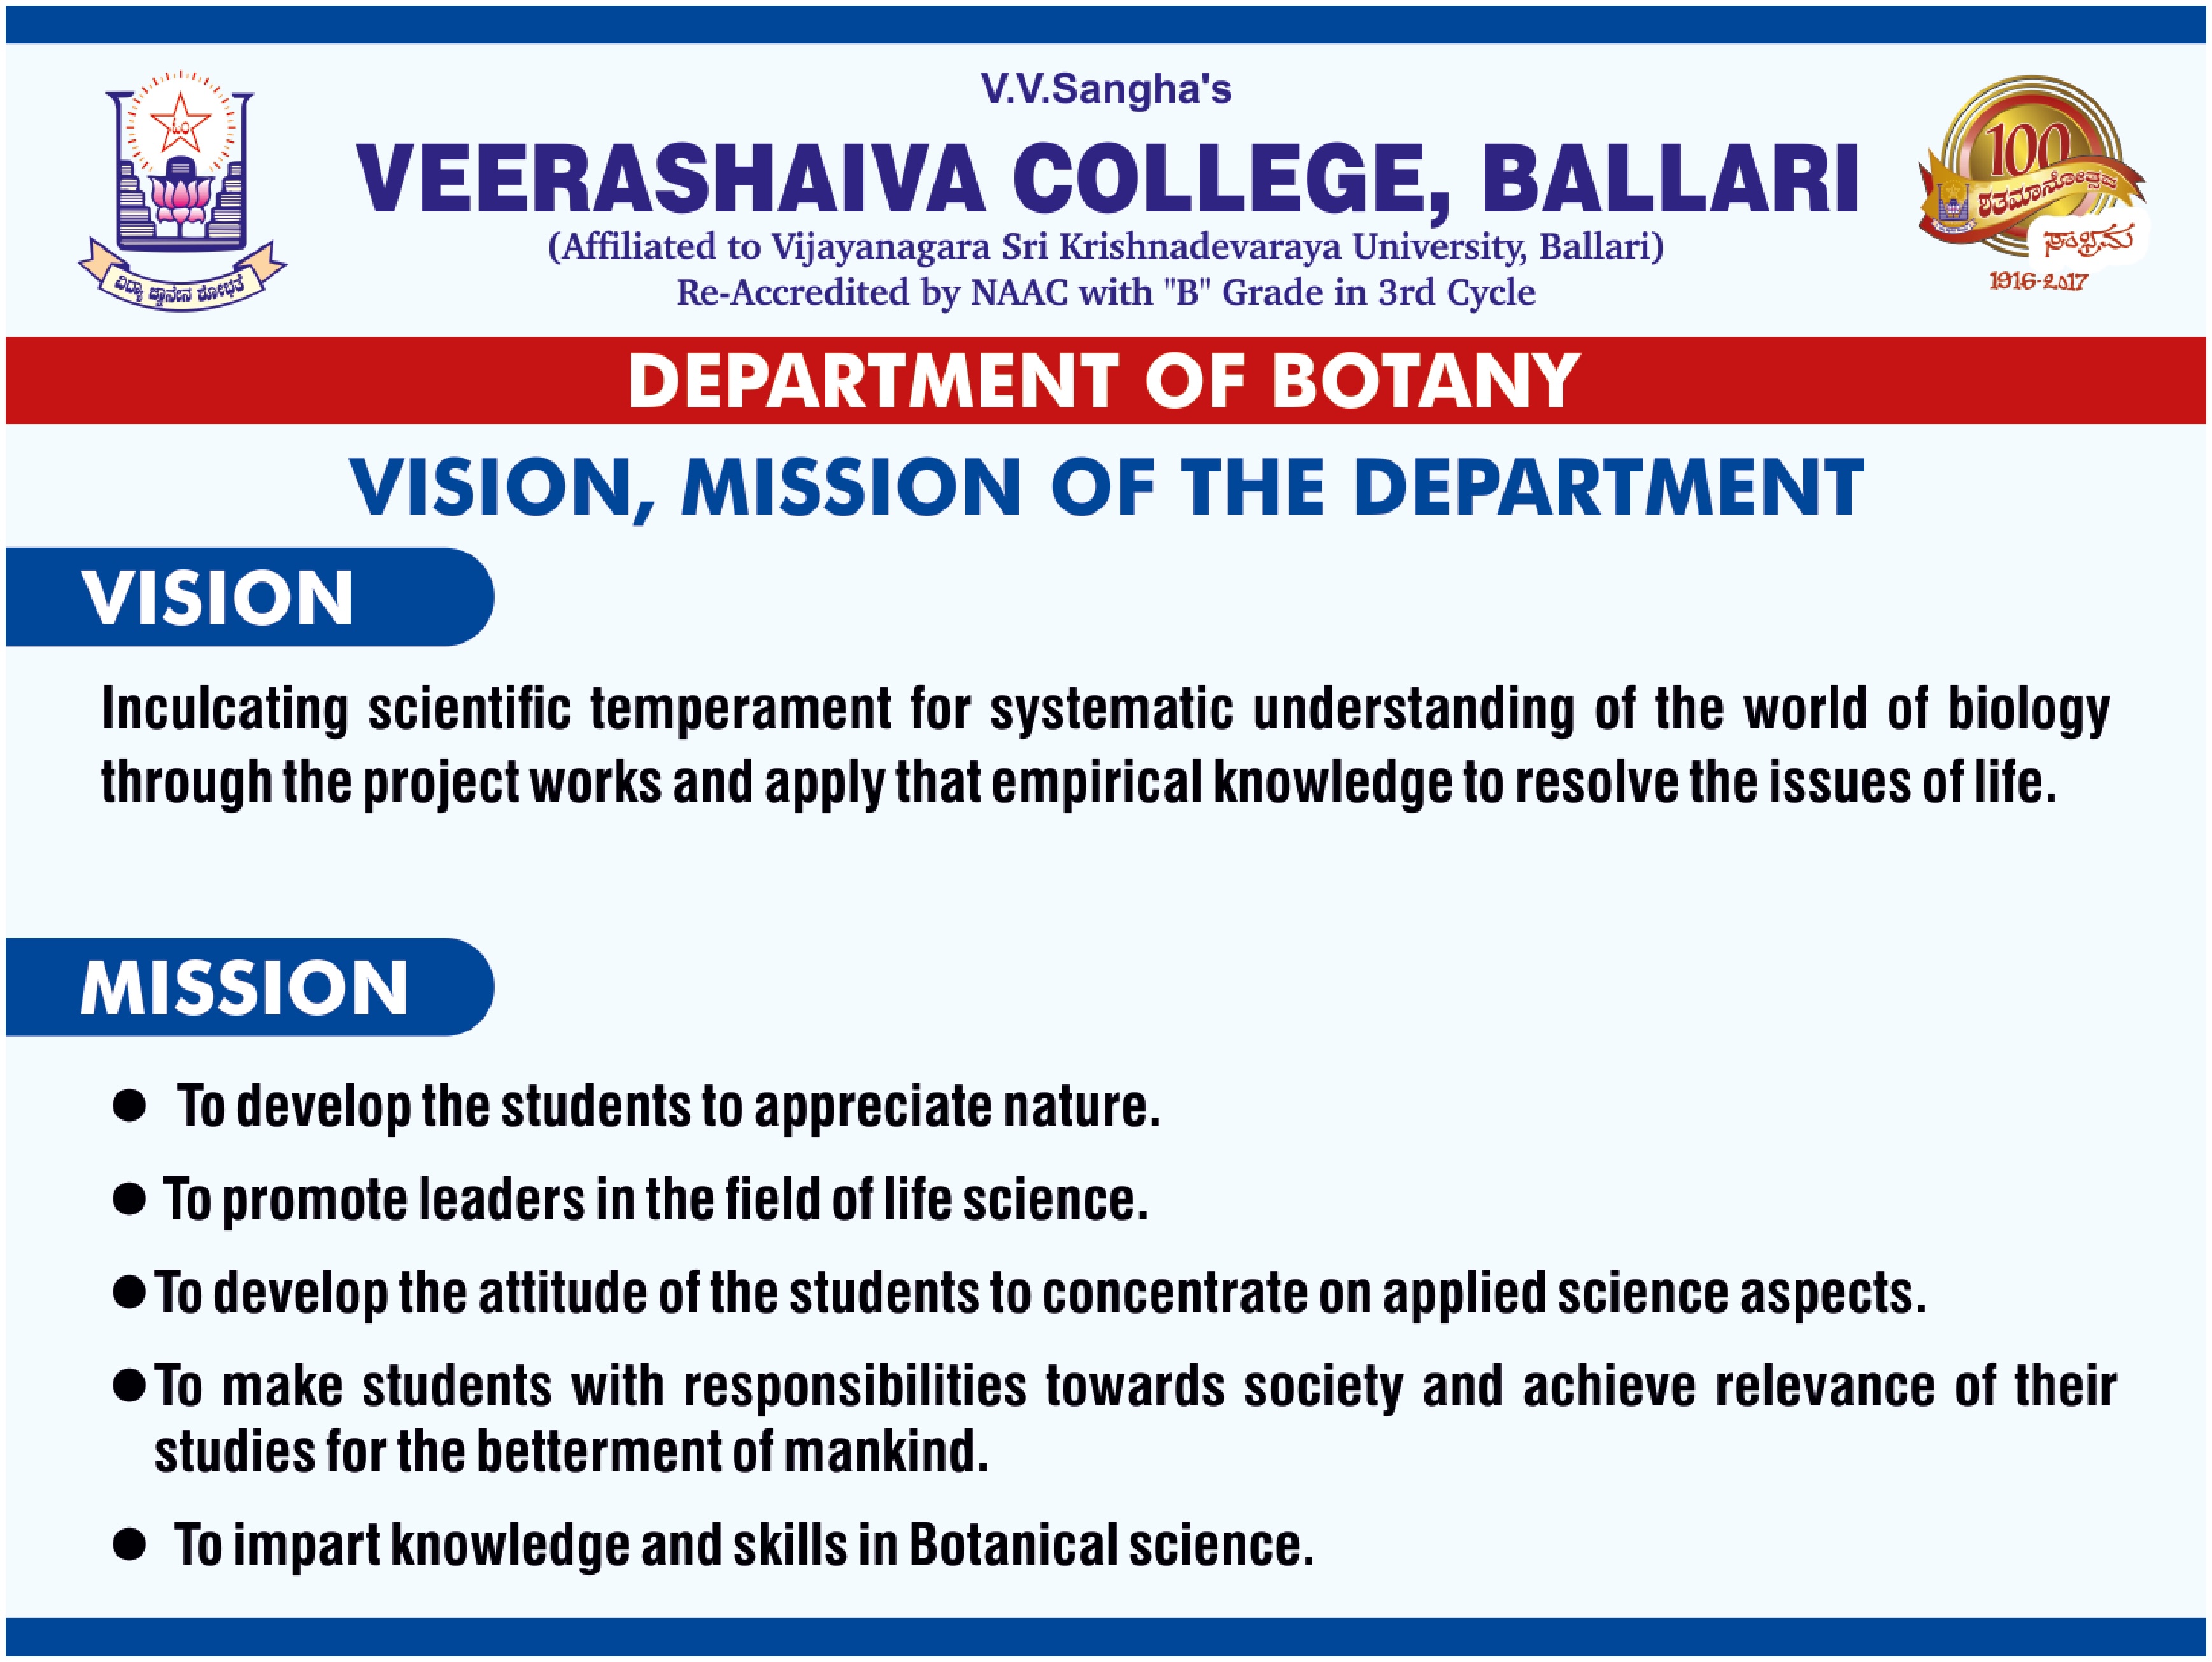 V.V.Sangha's
VEERASHAIVA COLLEGE, BALLARI
(Affiliated to Vijayanagara Sri Krishnadevaraya University, Ballari)
Re-Accredited by NAAC with "B" Grade in 3rd Cycle
ಓಂ
ವಿದ್ಯಾ ಜ್ಞಾನೇನ ಶೋಭತೆ
100
ಶತಮಾನೋತ್ಸವ
ಸಂಭ್ರಮ
1916-2017
DEPARTMENT OF BOTANY
VISION, MISSION OF THE DEPARTMENT
VISION
Inculcating scientific temperament for systematic understanding of the world of biology
through the project works and apply that empirical knowledge to resolve the issues of life.
MISSION
● To develop the students to appreciate nature.
● To promote leaders in the field of life science.
● To develop the attitude of the students to concentrate on applied science aspects.
● To make students with responsibilities towards society and achieve relevance of their
studies for the betterment of mankind.
● To impart knowledge and skills in Botanical science.